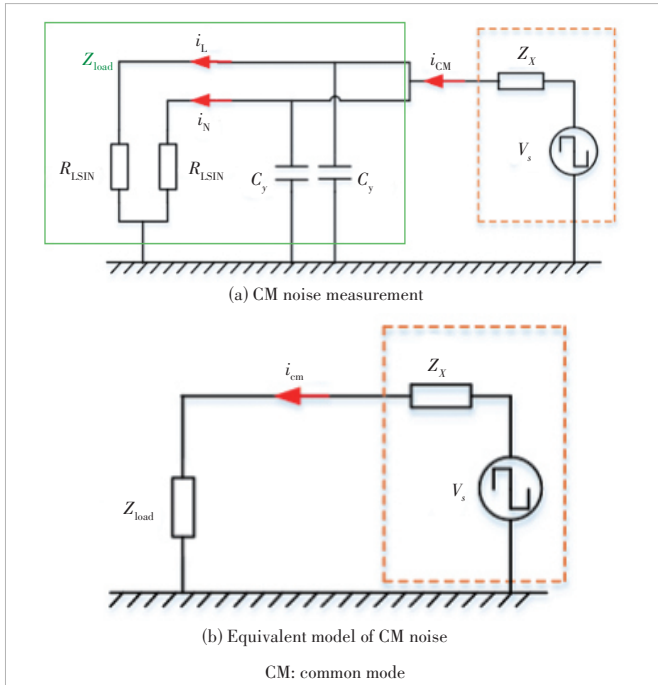 i_L
Z_load
i_CM
Z_X
i_N
R_LSIN
R_LSIN
C_y
C_y
V_s
(a) CM noise measurement
i_cm
Z_X
Z_load
V_s
(b) Equivalent model of CM noise
CM: common mode